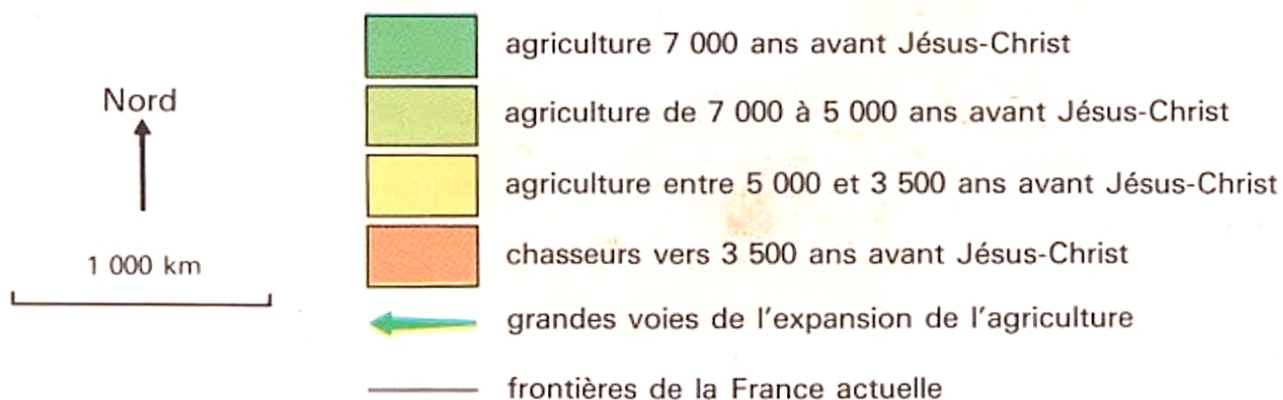 Nord
1 000 km
agriculture 7 000 ans avant Jésus-Christ
agriculture de 7 000 à 5 000 ans avant Jésus-Christ
agriculture entre 5 000 et 3 500 ans avant Jésus-Christ
chasseurs vers 3 500 ans avant Jésus-Christ
grandes voies de l'expansion de l'agriculture
frontières de la France actuelle